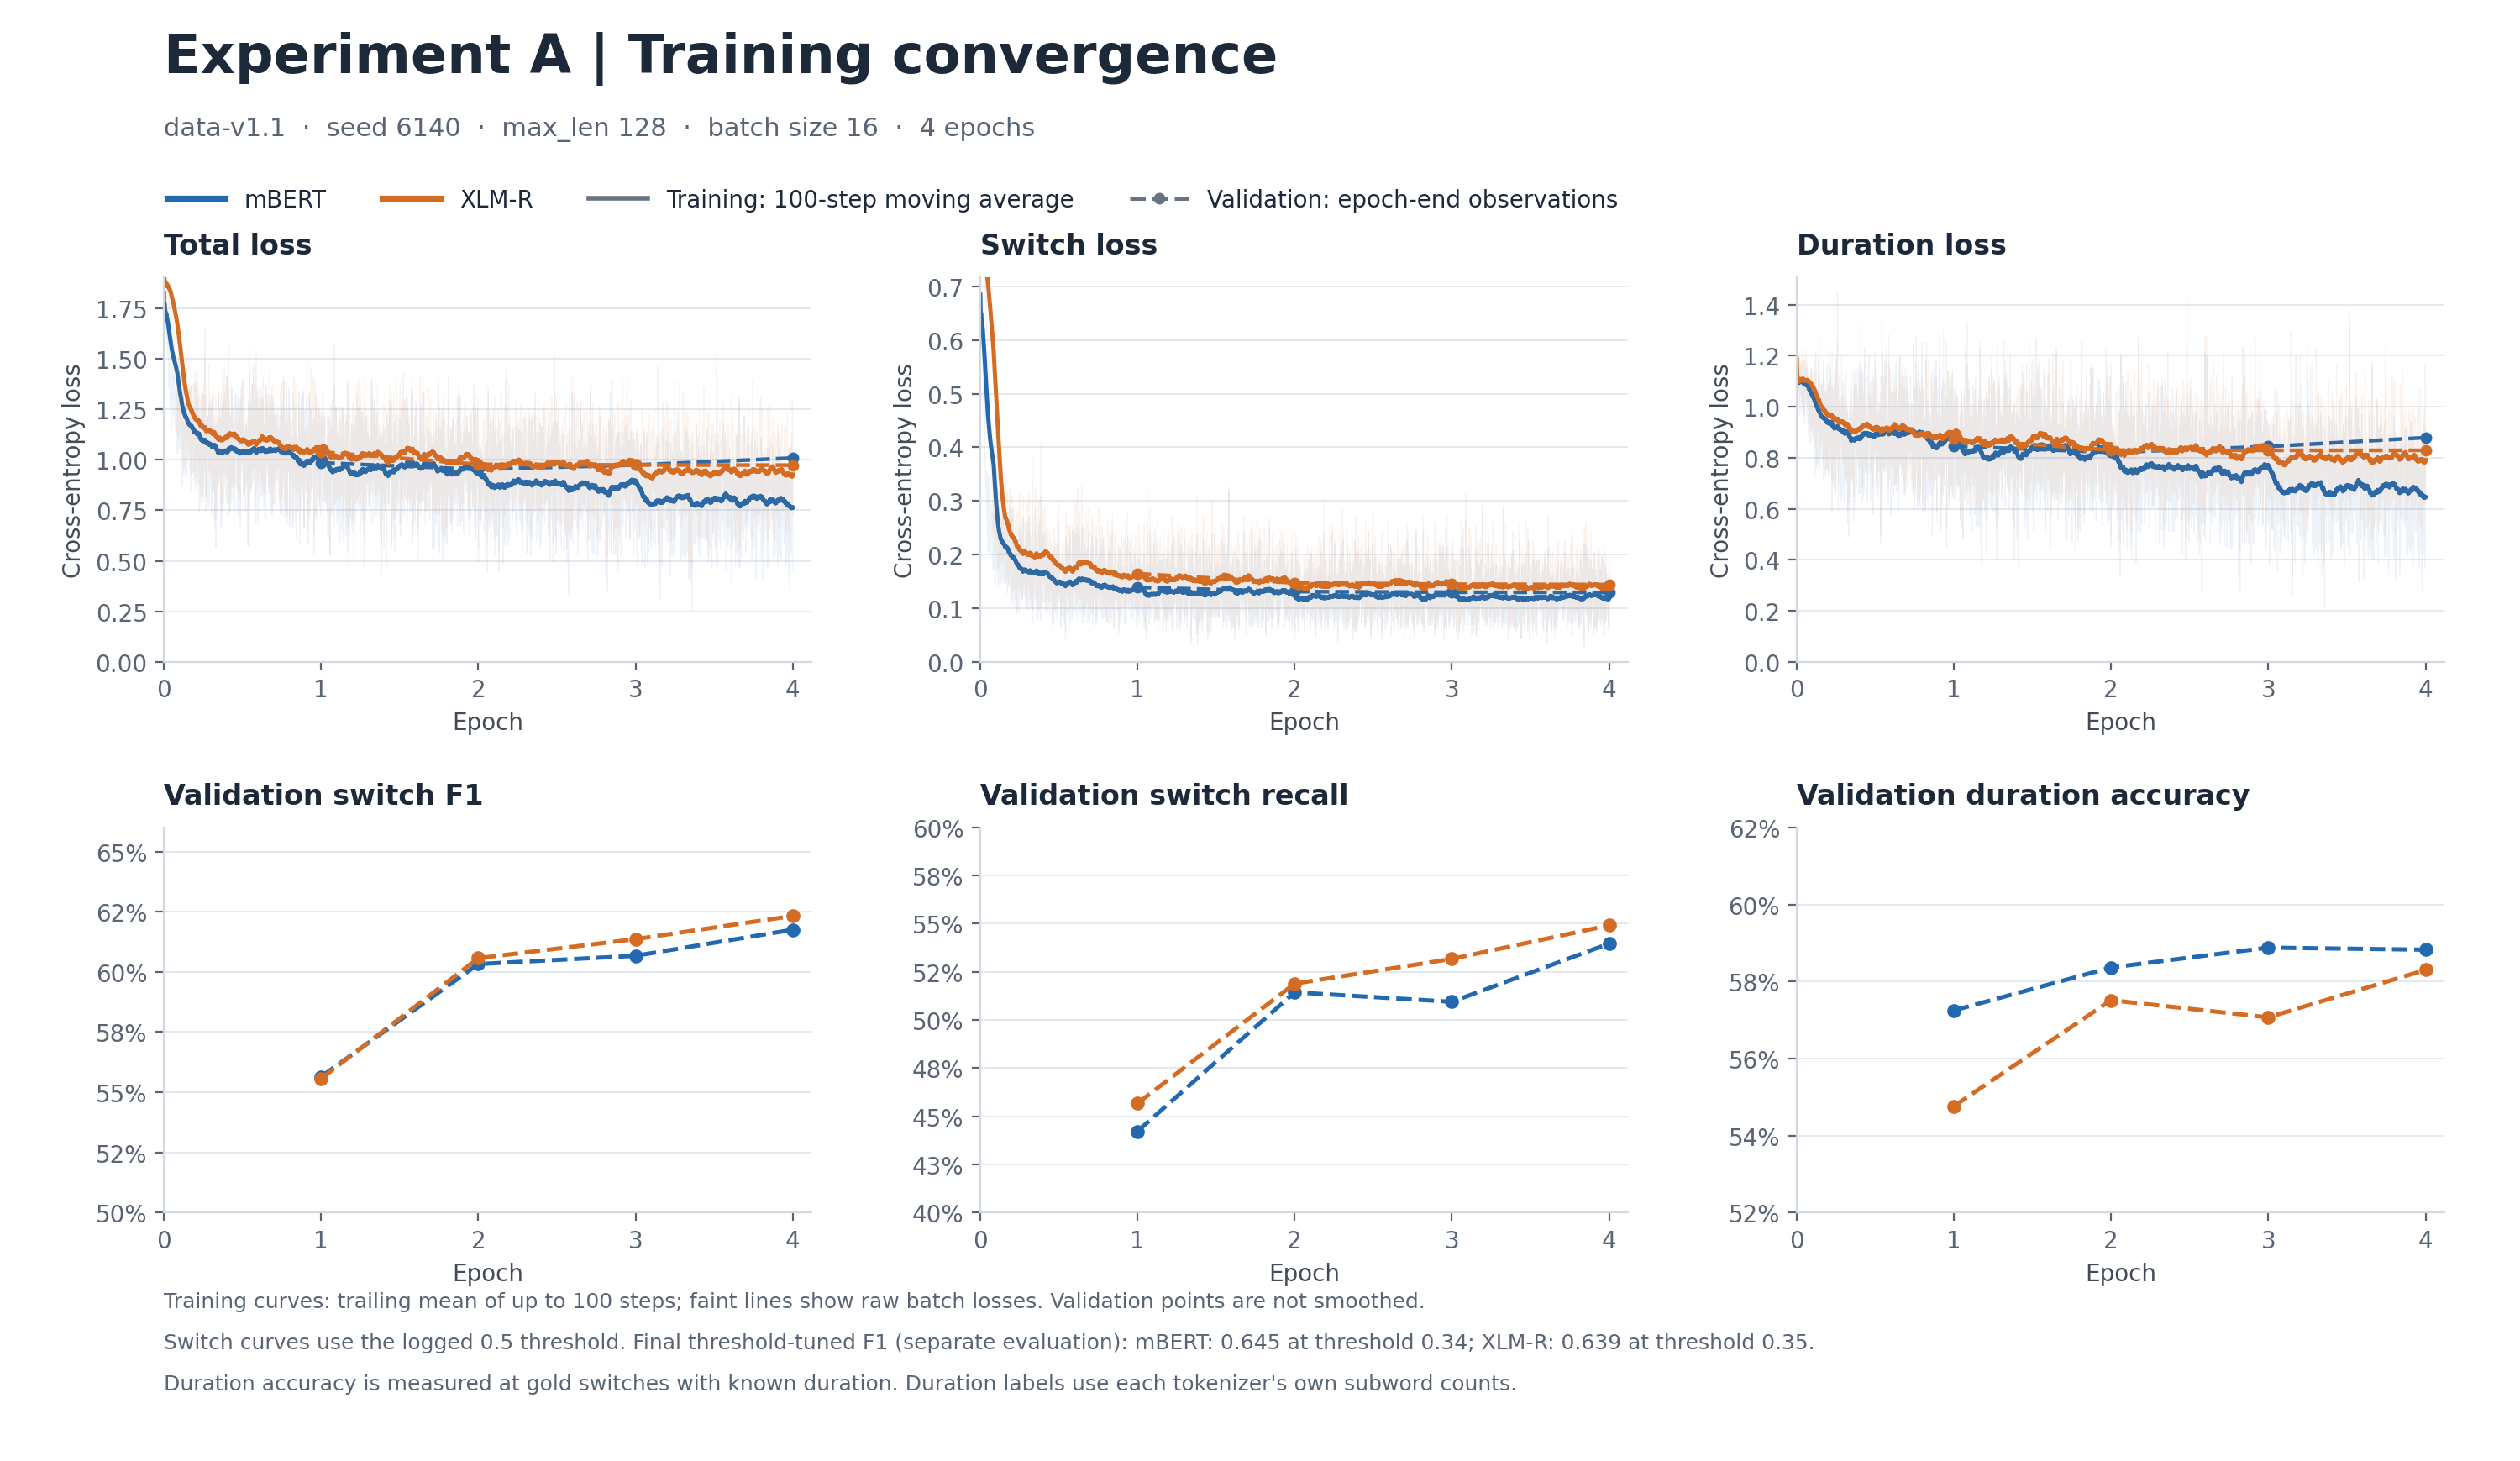 Experiment A | Training convergence
data-v1.1 · seed 6140 · max_len 128 · batch size 16 · 4 epochs
mBERT XLM-R Training: 100-step moving average Validation: epoch-end observations
Total loss
Cross-entropy loss
1.75
1.50
1.25
1.00
0.75
0.50
0.25
0.00
0 1 2 3 4
Epoch
Switch loss
Cross-entropy loss
0.7
0.6
0.5
0.4
0.3
0.2
0.1
0.0
0 1 2 3 4
Epoch
Duration loss
Cross-entropy loss
1.4
1.2
1.0
0.8
0.6
0.4
0.2
0.0
0 1 2 3 4
Epoch
Validation switch F1
65%
62%
60%
58%
55%
52%
50%
0 1 2 3 4
Epoch
Validation switch recall
60%
58%
55%
52%
50%
48%
45%
43%
40%
0 1 2 3 4
Epoch
Validation duration accuracy
62%
60%
58%
56%
54%
52%
0 1 2 3 4
Epoch
Training curves: trailing mean of up to 100 steps; faint lines show raw batch losses. Validation points are not smoothed.
Switch curves use the logged 0.5 threshold. Final threshold-tuned F1 (separate evaluation): mBERT: 0.645 at threshold 0.34; XLM-R: 0.639 at threshold 0.35.
Duration accuracy is measured at gold switches with known duration. Duration labels use each tokenizer's own subword counts.